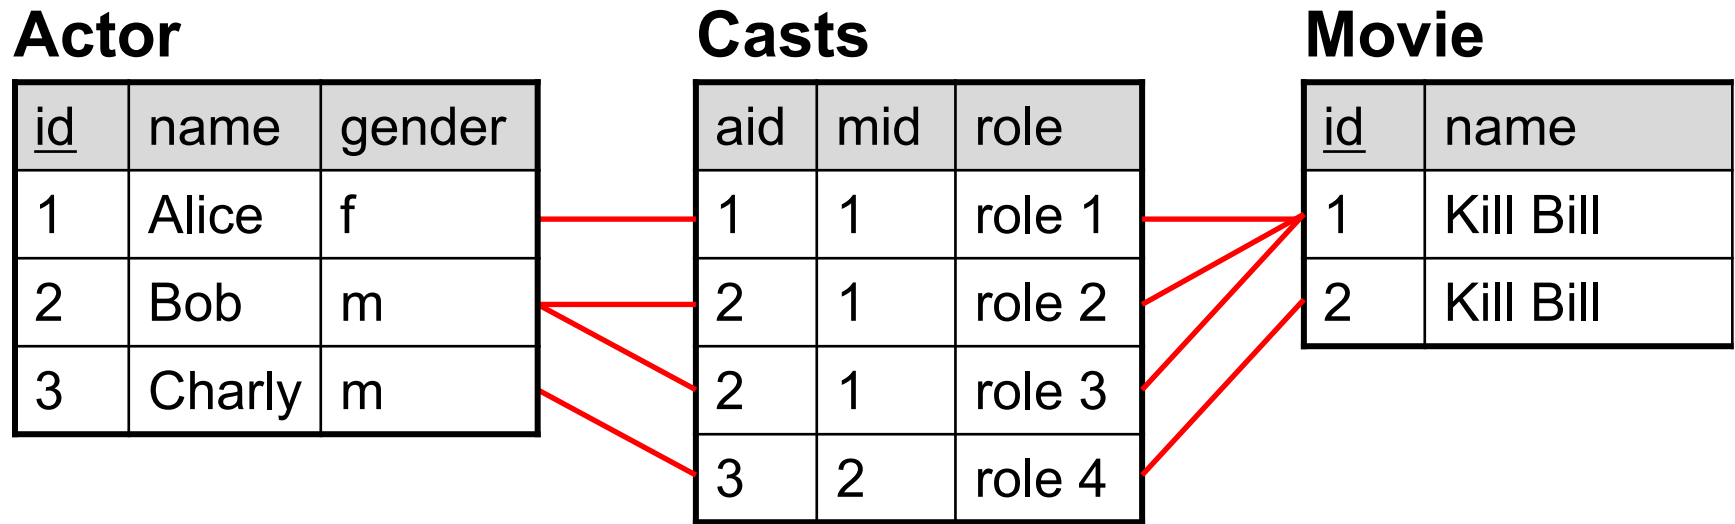 Actor Casts Movie
id name gender aid mid role id name
1 Alice f 1 1 role 1 1 Kill Bill
2 Bob m 2 1 role 2 2 Kill Bill
3 Charly m 2 1 role 3
3 2 role 4